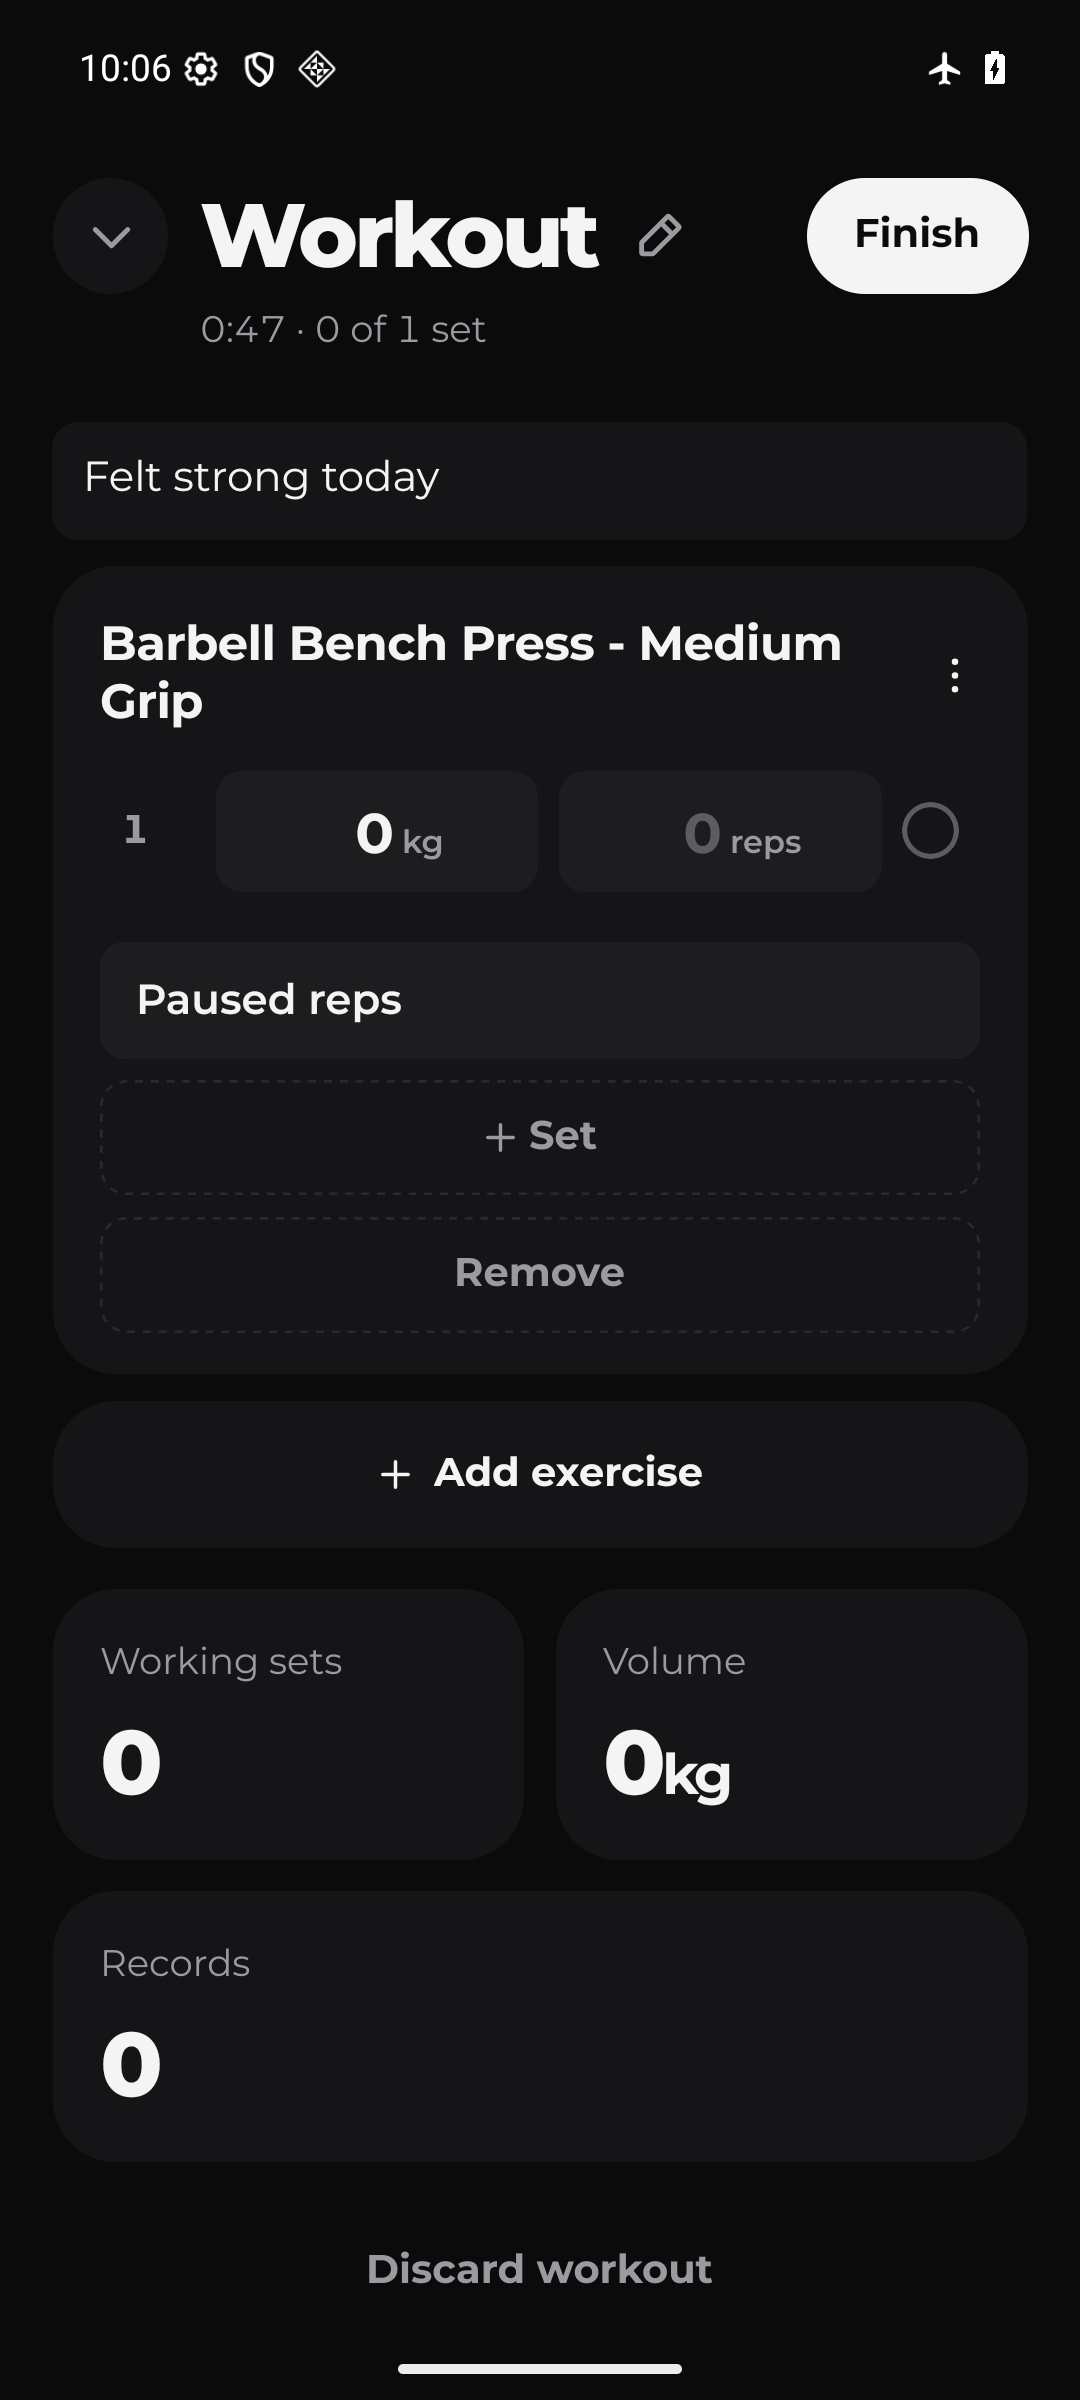 10:06
Workout
Finish
0:47 · 0 of 1 set
Felt strong today
Barbell Bench Press - Medium
Grip
1 0 kg 0 reps
Paused reps
+ Set
Remove
+ Add exercise
Working sets
0
Volume
0kg
Records
0
Discard workout